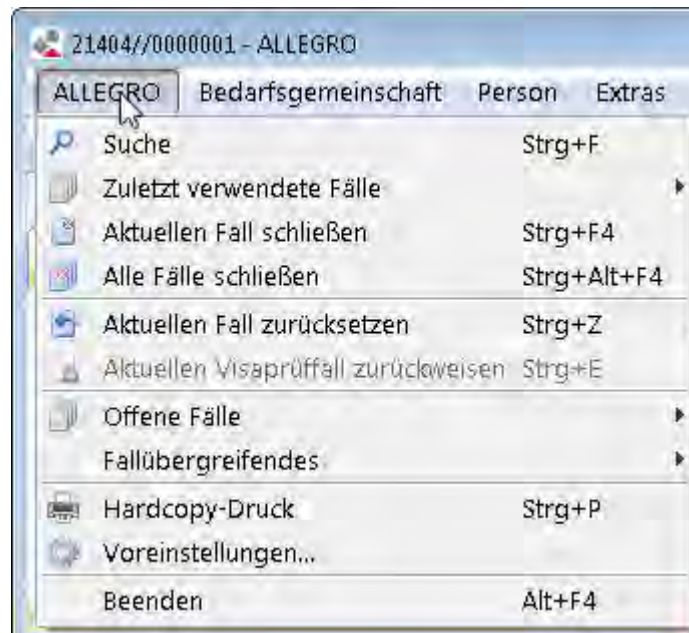 21404//0000001 - ALLEGRO
ALLEGRO Bedarfsgemeinschaft Person Extras
Suche Strg+F
Zuletzt verwendete Fälle
Aktuellen Fall schließen Strg+F4
Alle Fälle schließen Strg+Alt+F4
Aktuellen Fall zurücksetzen Strg+Z
Aktuellen Visaprüffall zurückweisen Strg+E
Offene Fälle
Fallübergreifendes
Hardcopy-Druck Strg+P
Voreinstellungen...
Beenden Alt+F4